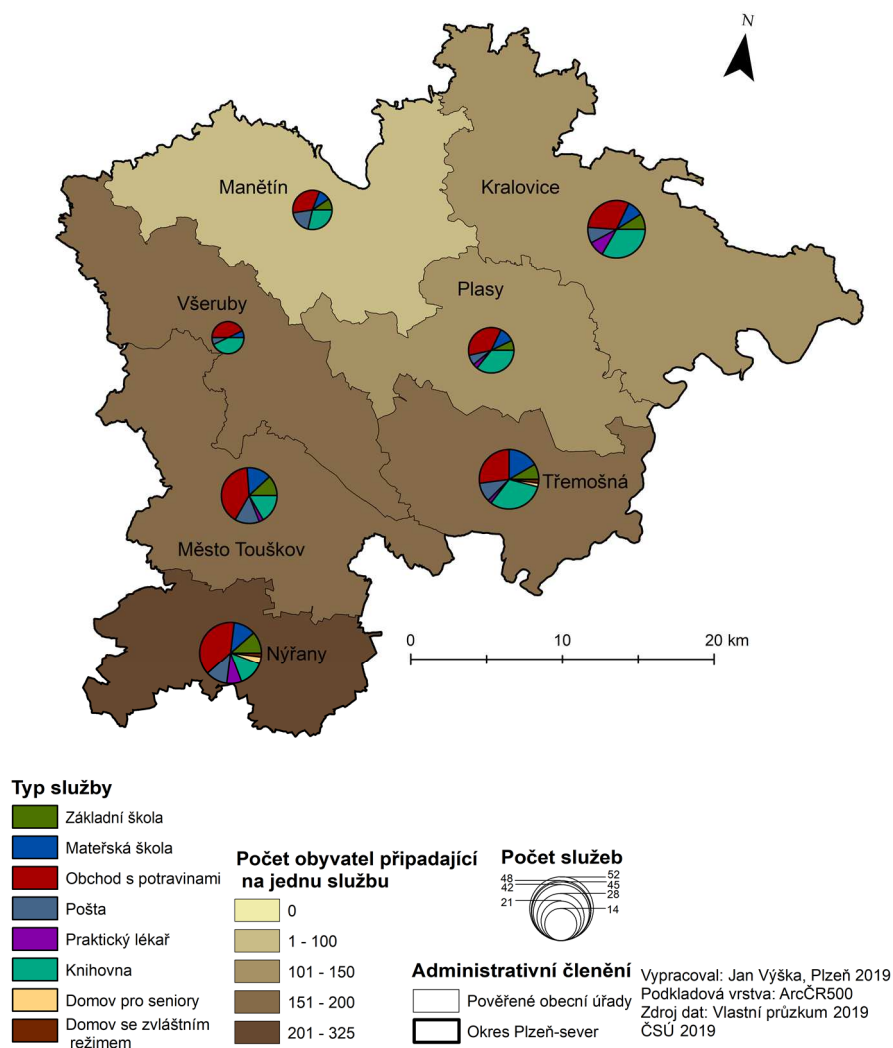 N
Manětín
Kralovice
Všeruby
Plasy
Třemošná
Město Touškov
Nýřany
0 10 20 km
Typ služby
Základní škola
Mateřská škola
Obchod s potravinami
Pošta
Praktický lékař
Knihovna
Domov pro seniory
Domov se zvláštním
režimem
Počet obyvatel připadající
na jednu službu
0
1 - 100
101 - 150
151 - 200
201 - 325
Počet služeb
48 52
42 45
28
21 14
Administrativní členění
Pověřené obecní úřady
Okres Plzeň-sever
Vypracoval: Jan Výška, Plzeň 2019
Podkladová vrstva: ArcČR500
Zdroj dat: Vlastní průzkum 2019
ČSÚ 2019